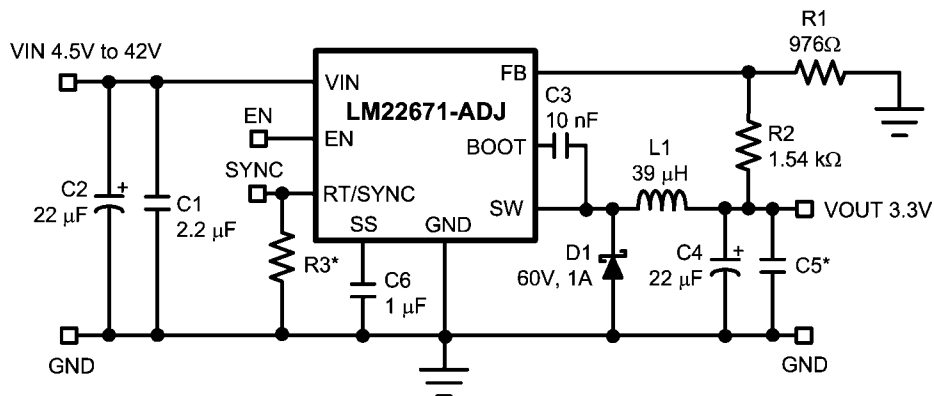 VIN 4.5V to 42V
VIN
FB
LM22671-ADJ
R1
976Ω
EN
EN
C3
10 nF
BOOT
R2
1.54 kΩ
L1
39 μH
SYNC
RT/SYNC
SW
VOUT 3.3V
C2
22 μF
+
C1
2.2 μF
SS
GND
R3*
C6
1 μF
D1
60V, 1A
C4
22 μF
+
C5*
GND
GND